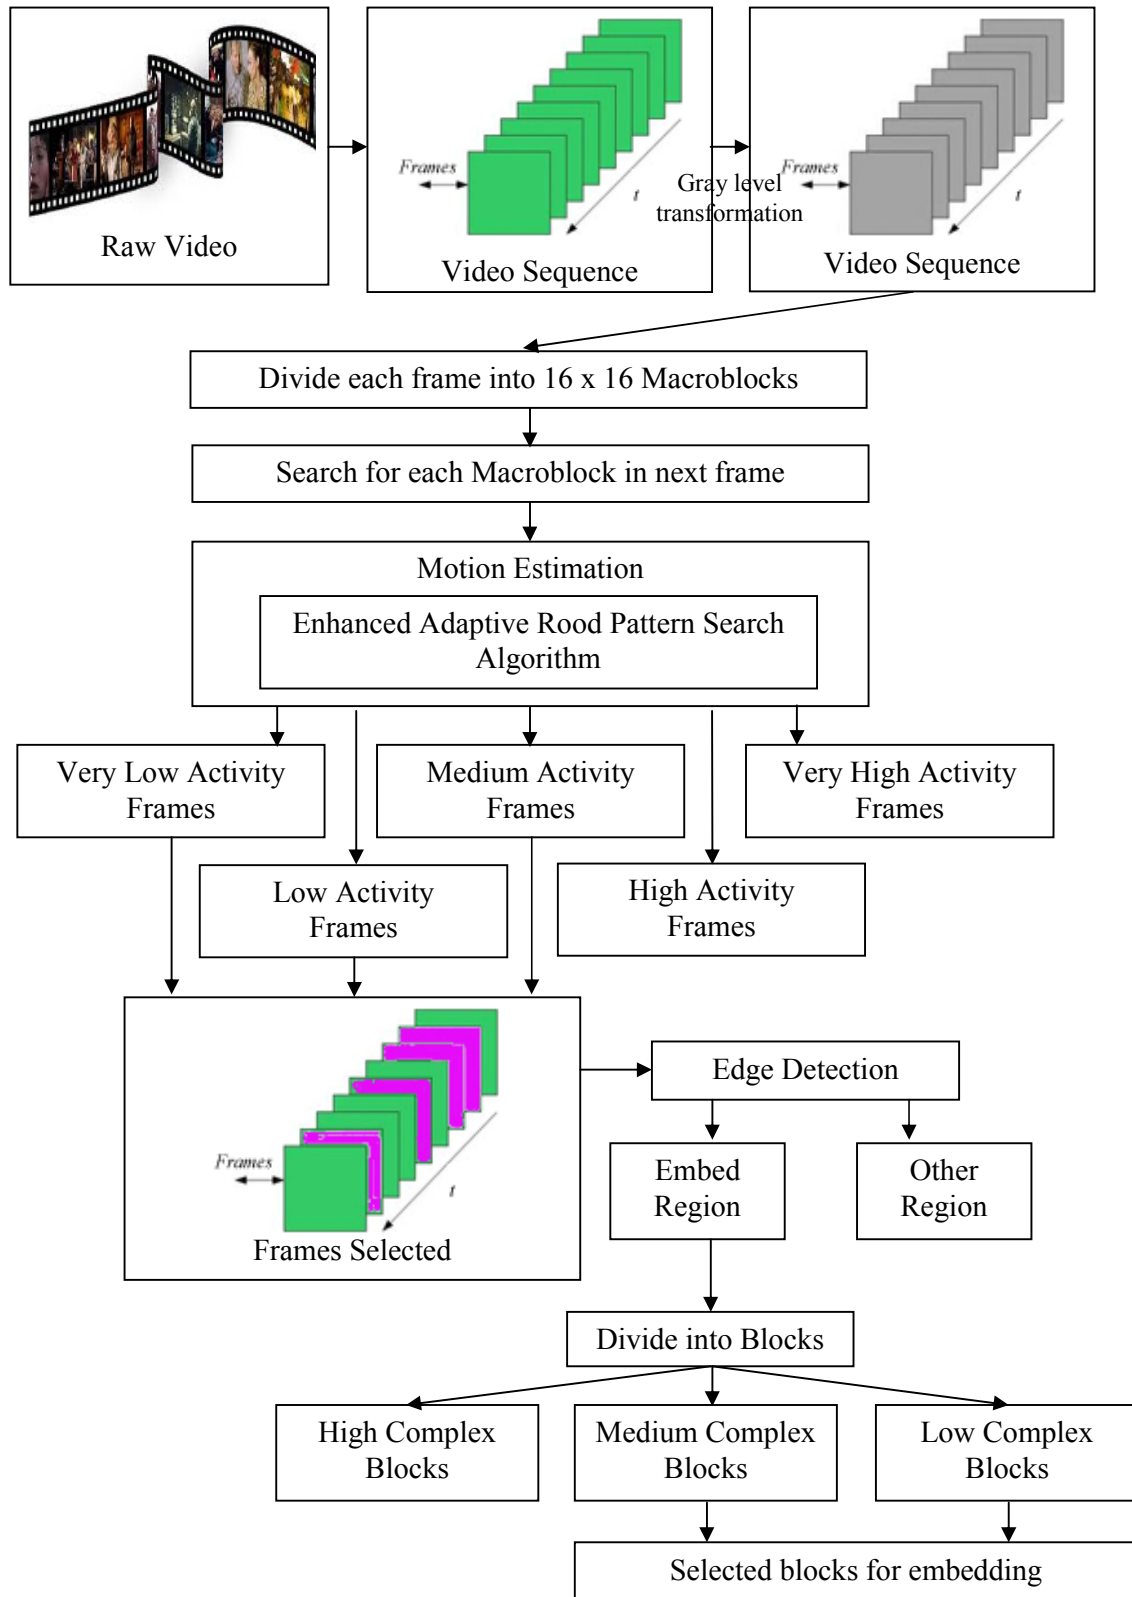 Raw Video
Frames
t
Video Sequence
Gray level
transformation
Frames
t
Video Sequence
Divide each frame into 16 x 16 Macroblocks
Search for each Macroblock in next frame
Motion Estimation
Enhanced Adaptive Rood Pattern Search
Algorithm
Very Low Activity
Frames
Medium Activity
Frames
Very High Activity
Frames
Low Activity
Frames
High Activity
Frames
Frames
t
Frames Selected
Edge Detection
Embed
Region
Other
Region
Divide into Blocks
High Complex
Blocks
Medium Complex
Blocks
Low Complex
Blocks
Selected blocks for embedding